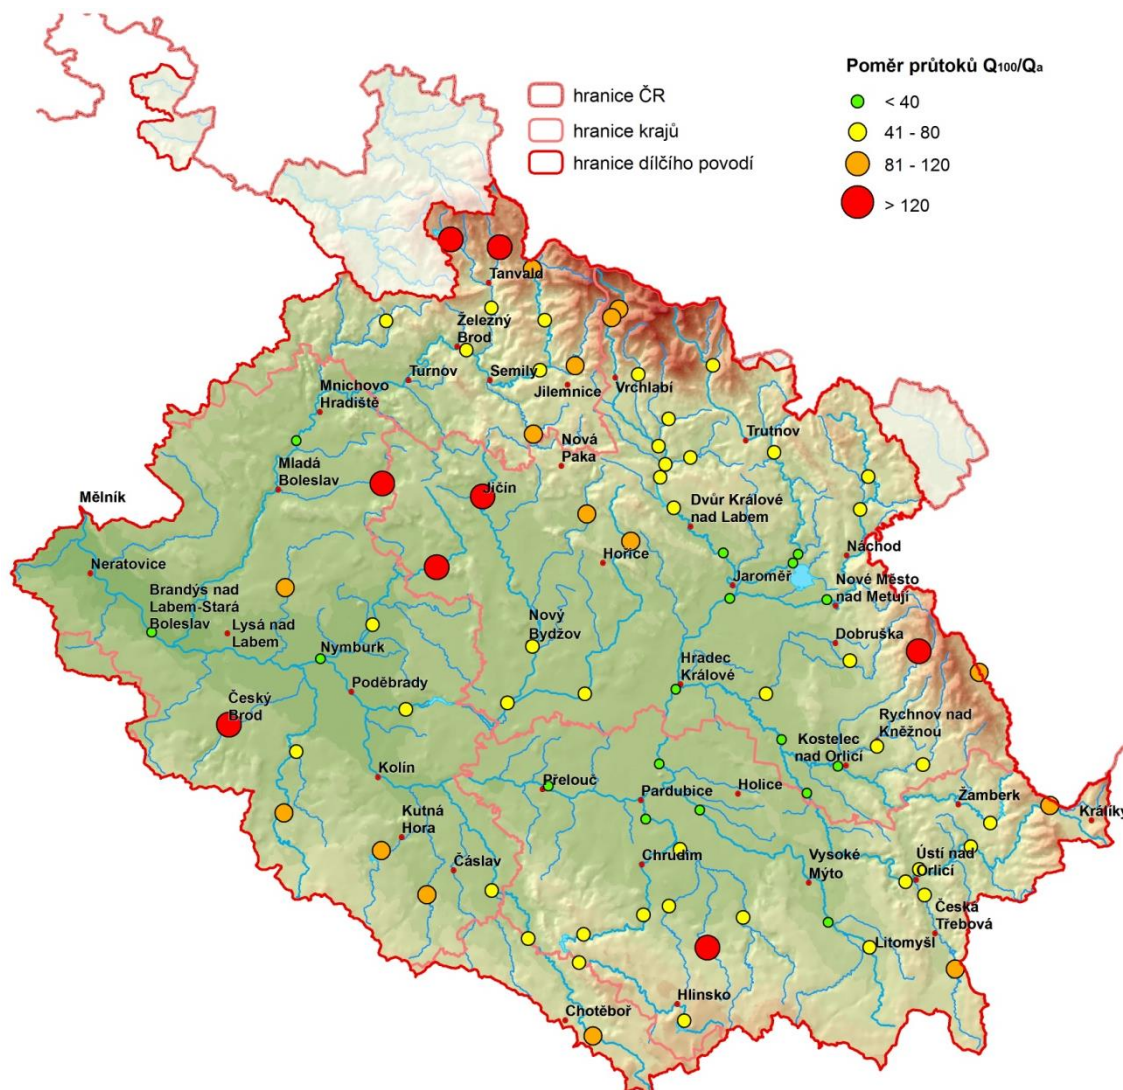 Poměr průtoků Q100/Qa
< 40
41 - 80
81 - 120
> 120
hranice ČR
hranice krajů
hranice dílčího povodí
Tanvald
Železný
Brod
Turnov
Semily
Jilemnice
Vrchlabí
Mnichovo
Hradiště
Nová
Paka
Trutnov
Mladá
Boleslav
Jičín
Mělník
Dvůr Králové
nad Labem
Hořice
Náchod
Neratovice
Jaroměř
Nové Město
nad Metují
Brandýs nad
Labem-Stará
Boleslav
Lysá nad
Labem
Nový
Bydžov
Dobruška
Nymburk
Poděbrady
Hradec
Králové
Český
Brod
Rychnov nad
Kněžnou
Kostelec
nad Orlicí
Kolín
Přelouč
Pardubice
Holice
Žamberk
Králíky
Kutná
Hora
Čáslav
Chrudim
Vysoké
Mýto
Ústí nad
Orlicí
Česká
Třebová
Litomyšl
Hlinsko
Chotěboř